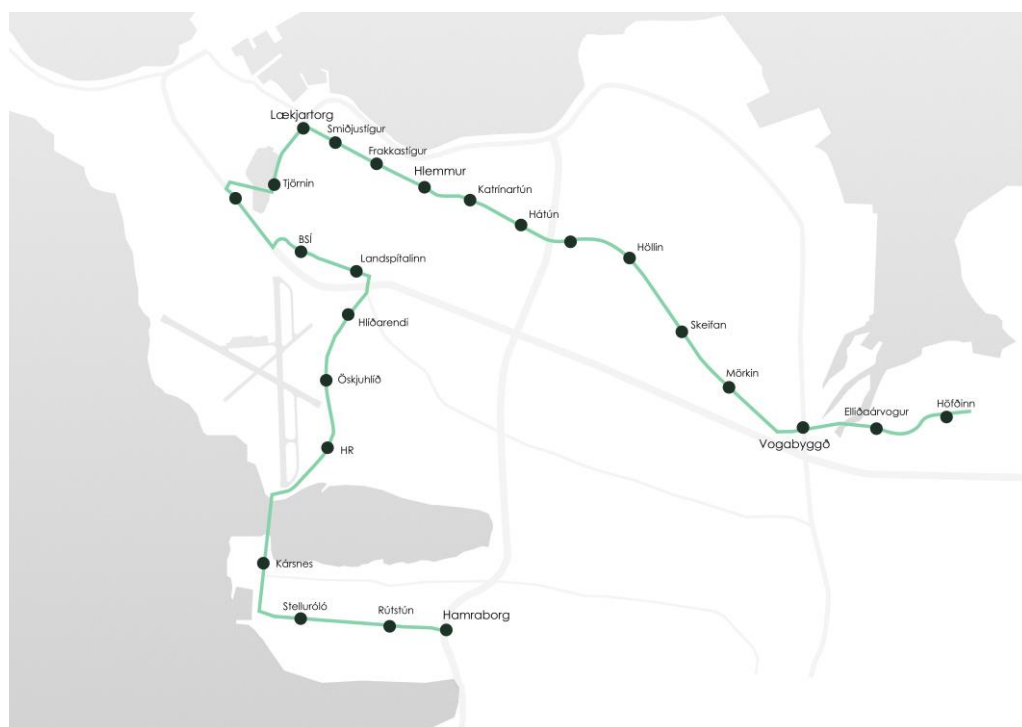 Lækjartorg
Smiðjustígur
Frakkastígur
Hlemmur
Tjörnin
Katrínartún
Hátún
BSÍ
Höllin
Landspítalinn
Hlíðarendi
Skeifan
Öskjuhlíð
Mörkin
Höfðinn
Elliðaárvogur
Vogabyggð
HR
Kársnes
Stelluróló
Rútstún
Hamraborg